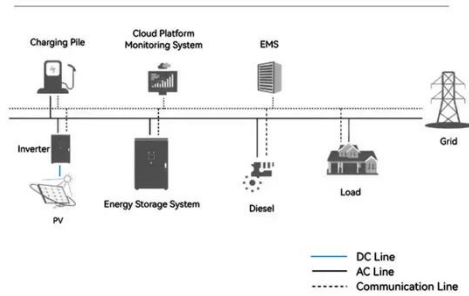 Charging Pile
Cloud Platform
Monitoring System
EMS
Grid
Inverter
PV
Energy Storage System
Diesel
Load
DC Line
AC Line
Communication Line